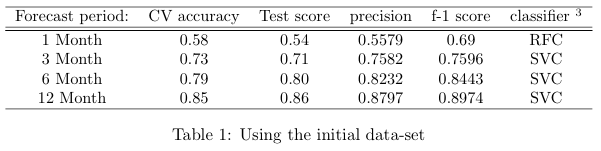 Forecast period: CV accuracy Test score precision f-1 score classifier ³
1 Month 0.58 0.54 0.5579 0.69 RFC
3 Month 0.73 0.71 0.7582 0.7596 SVC
6 Month 0.79 0.80 0.8232 0.8443 SVC
12 Month 0.85 0.86 0.8797 0.8974 SVC
Table 1: Using the initial data-set